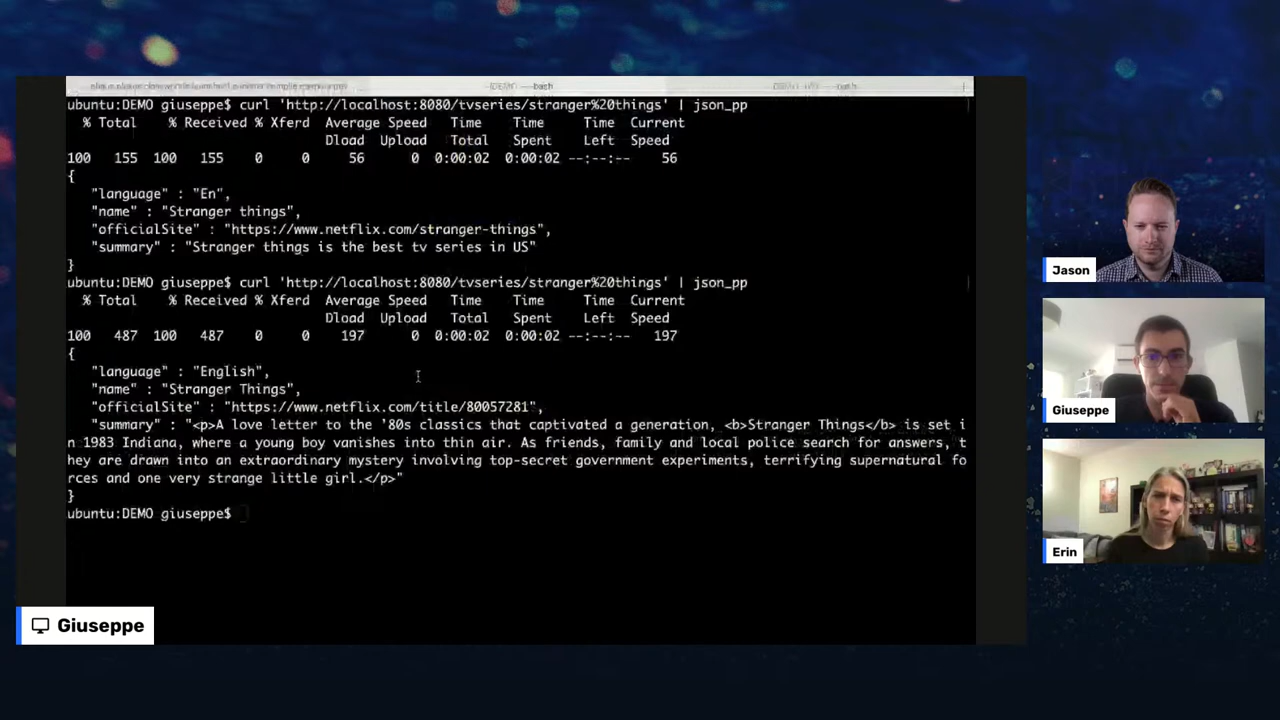 bash
ubuntu:DEMO giuseppe$ curl 'http://localhost:8080/tvseries/stranger%20things' | json_pp
% Total % Received % Xferd Average Speed Time Time Time Current
Dload Upload Total Spent Left Speed
100 155 100 155 0 0 56 0 0:00:02 0:00:02 --:--:-- 56
{
"language" : "En",
"name" : "Stranger things",
"officialSite" : "https://www.netflix.com/stranger-things",
"summary" : "Stranger things is the best tv series in US"
}
ubuntu:DEMO giuseppe$ curl 'http://localhost:8080/tvseries/stranger%20things' | json_pp
% Total % Received % Xferd Average Speed Time Time Time Current
Dload Upload Total Spent Left Speed
100 487 100 487 0 0 197 0 0:00:02 0:00:02 --:--:-- 197
{
"language" : "English",
"name" : "Stranger Things",
"officialSite" : "https://www.netflix.com/title/80057281",
"summary" : "<p>A love letter to the '80s classics that captivated a generation, <b>Stranger Things</b> is set i
n 1983 Indiana, where a young boy vanishes into thin air. As friends, family and local police search for answers, t
hey are drawn into an extraordinary mystery involving top-secret government experiments, terrifying supernatural fo
rces and one very strange little girl.</p>"
}
ubuntu:DEMO giuseppe$
Giuseppe
Jason
Giuseppe
Erin